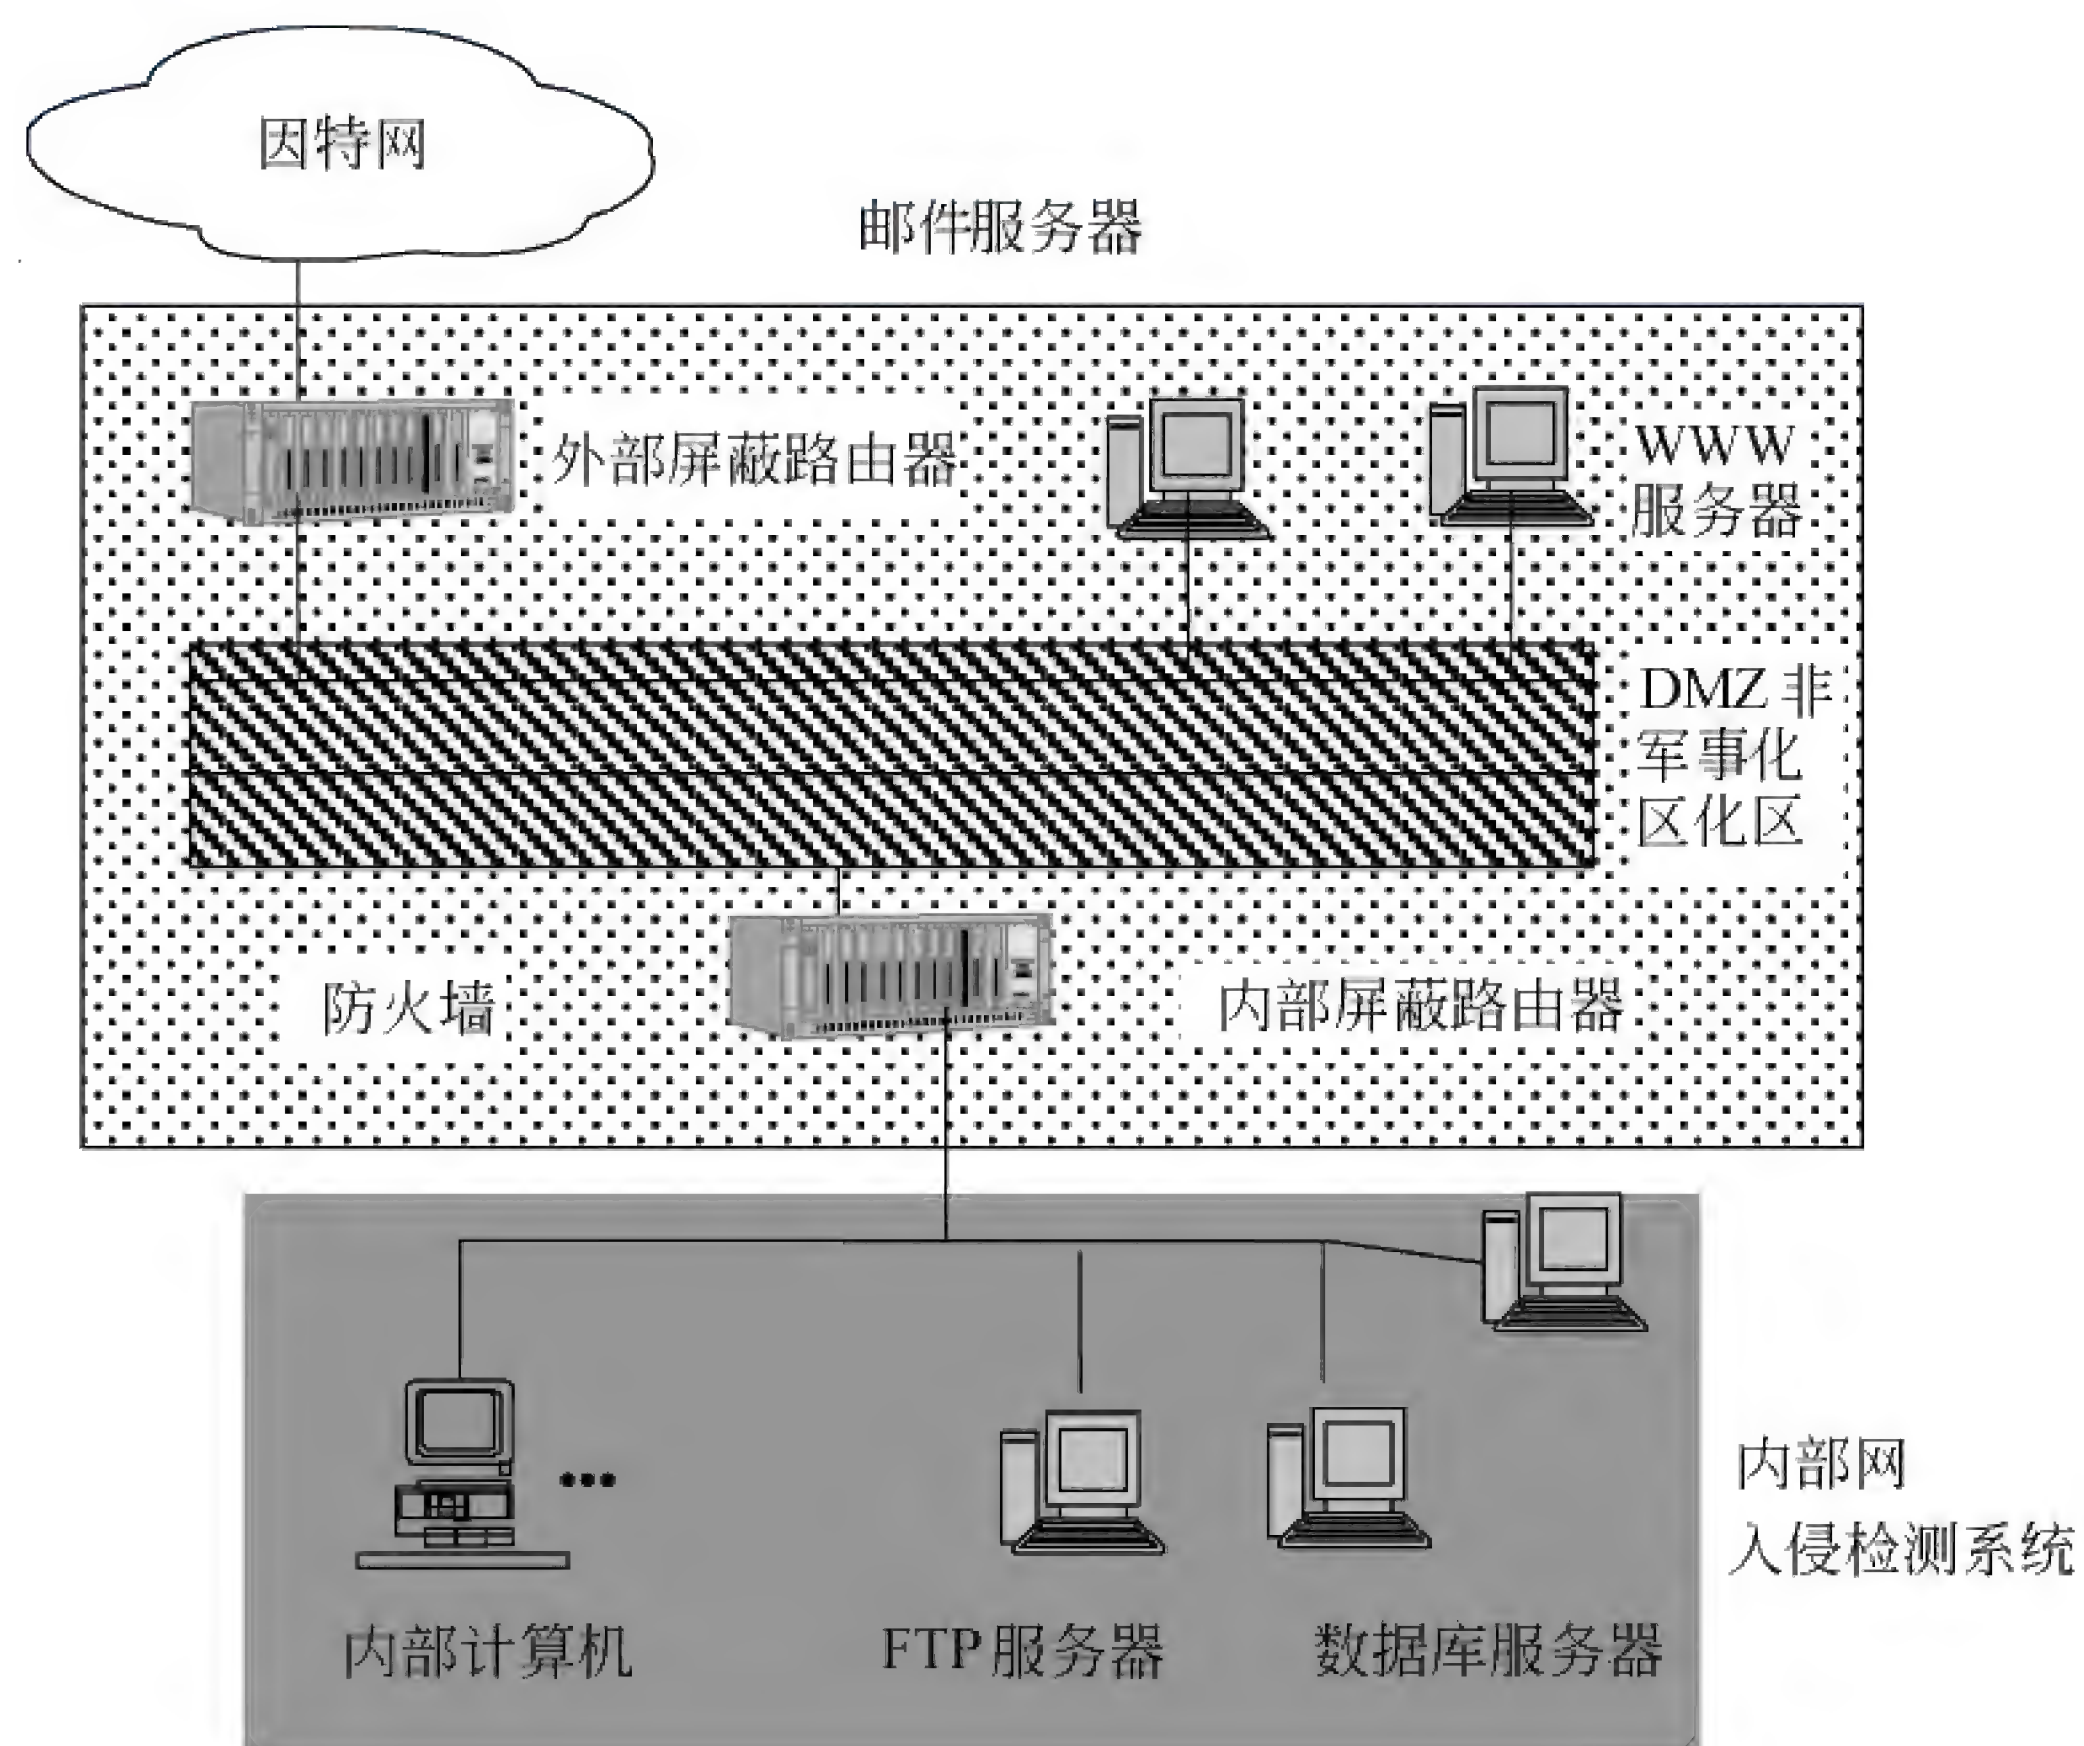 因特网
邮件服务器
外部屏蔽路由器
WWW
服务器
DMZ 非
军事化
区化区
防火墙
内部屏蔽路由器
内部网
入侵检测系统
内部计算机
FTP 服务器
数据库服务器